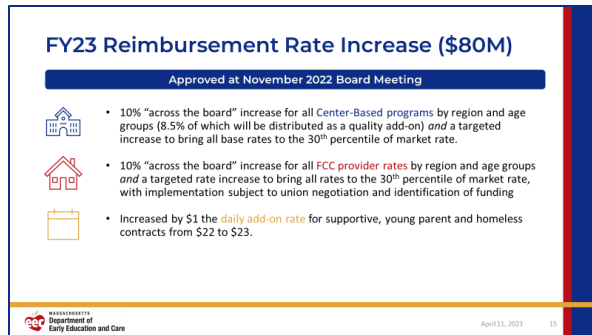 FY23 Reimbursement Rate Increase ($80M)
Approved at November 2022 Board Meeting
• 10% “across the board” increase for all Center-Based programs by region and age
groups (8.5% of which will be distributed as a quality add-on) and a targeted
increase to bring all base rates to the 30th percentile of market rate.
• 10% “across the board” increase for all FCC provider rates by region and age groups
and a targeted rate increase to bring all rates to the 30th percentile of market rate,
with implementation subject to union negotiation and identification of funding
• Increased by $1 the daily add-on rate for supportive, young parent and homeless
contracts from $22 to $23.
eec
MASSACHUSETTS
Department of
Early Education and Care
April 11, 2023
15